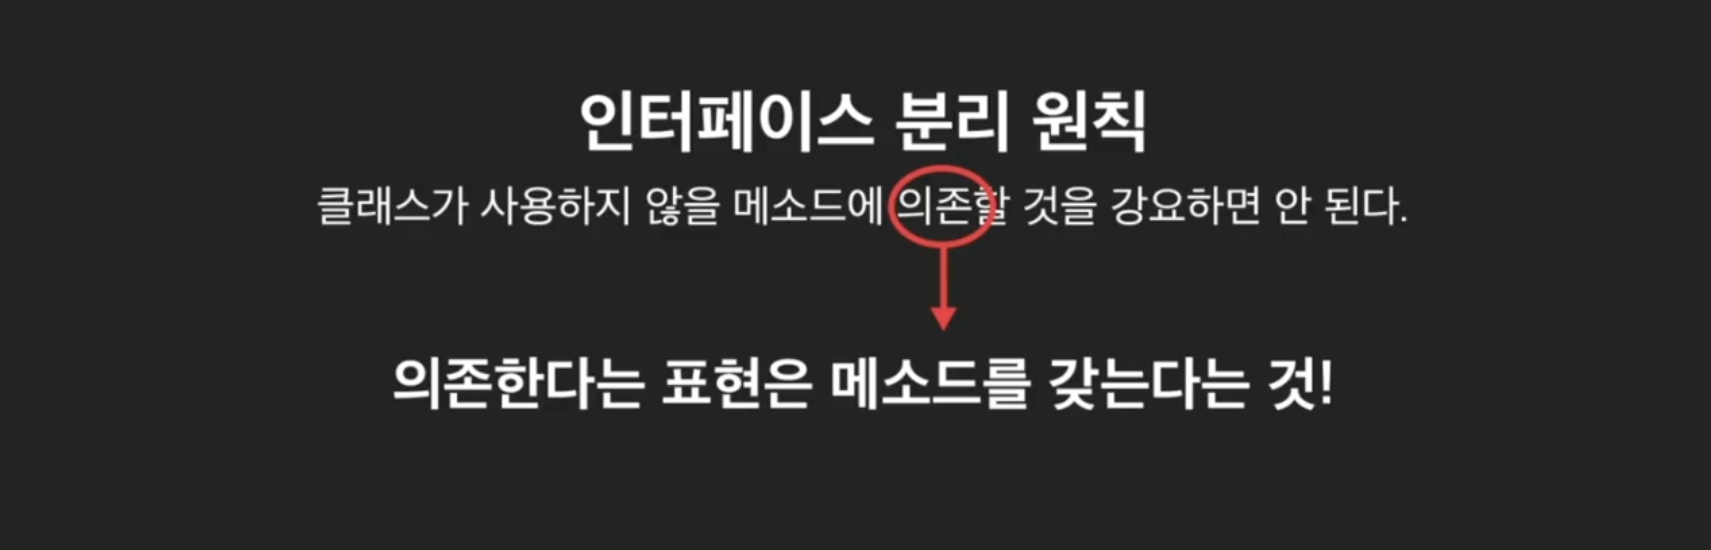 인터페이스 분리 원칙
클래스가 사용하지 않을 메소드에 의존할 것을 강요하면 안 된다.
의존한다는 표현은 메소드를 갖는다는 것!